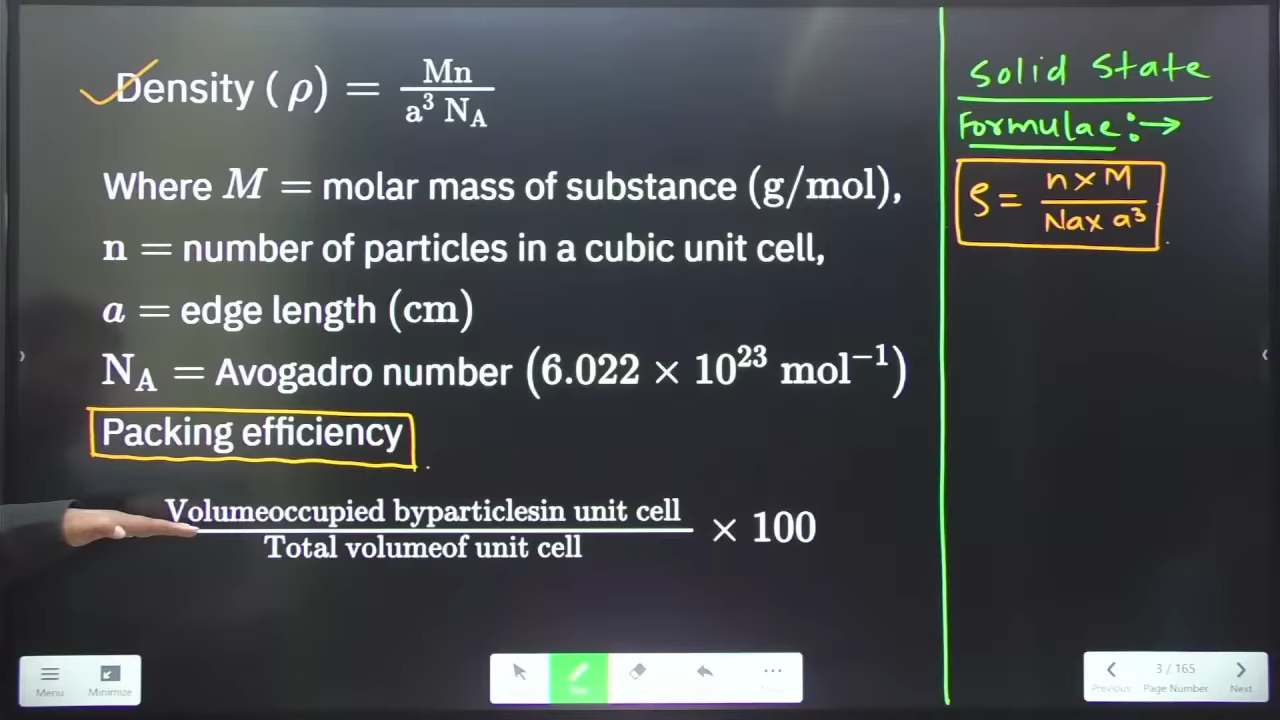 Density (ρ) = Mn / a³ N_A
Where M = molar mass of substance (g/mol),
n = number of particles in a cubic unit cell,
a = edge length (cm)
N_A = Avogadro number (6.022 × 10²³ mol⁻¹)
Packing efficiency
Volumeoccupied byparticlesin unit cell / Total volumeof unit cell × 100
Solid State
Formulae :→
ρ = n×M / Na× a³
Menu
Minimize
3 / 165
Previous
Page Number
Next